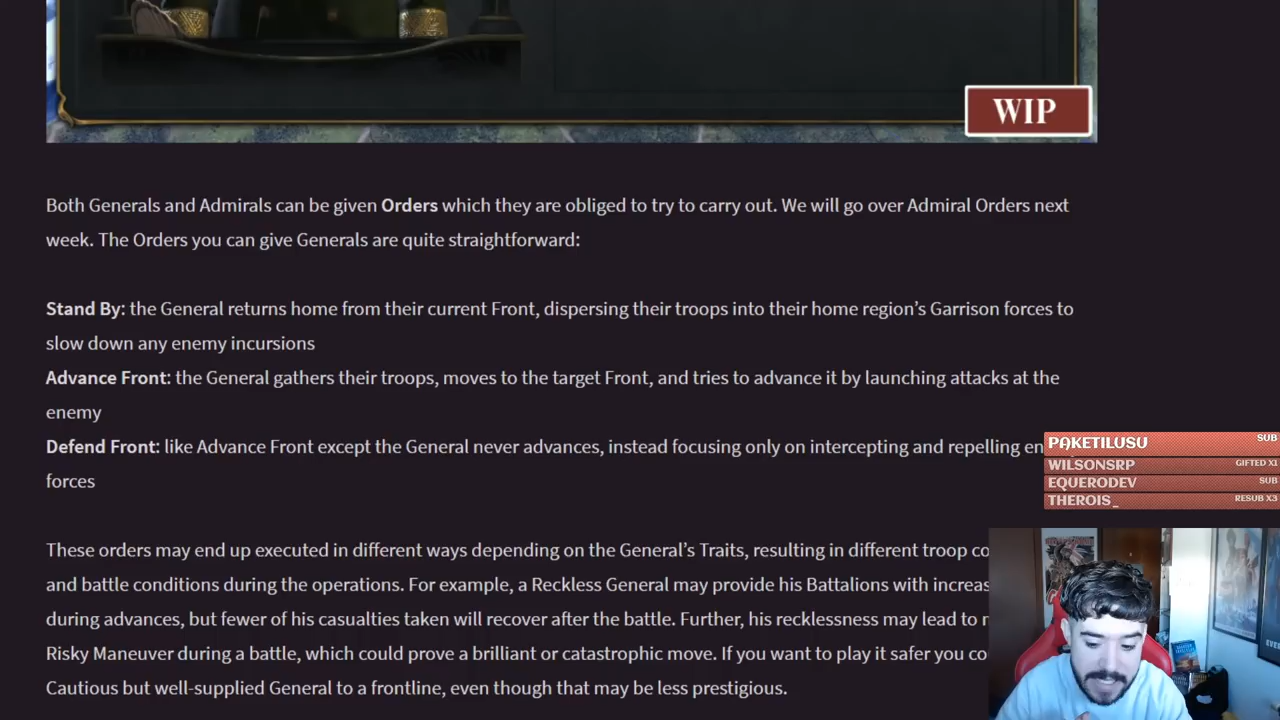 WIP
Both Generals and Admirals can be given Orders which they are obliged to try to carry out. We will go over Admiral Orders next
week. The Orders you can give Generals are quite straightforward:
Stand By: the General returns home from their current Front, dispersing their troops into their home region’s Garrison forces to
slow down any enemy incursions
Advance Front: the General gathers their troops, moves to the target Front, and tries to advance it by launching attacks at the
enemy
Defend Front: like Advance Front except the General never advances, instead focusing only on intercepting and repelling
forces
PAKETILUSU SUB
WILSONSRP GIFTED X1
EQUERODEV SUB
THEROIS_ RESUB X3
These orders may end up executed in different ways depending on the General’s Traits, resulting in different troop
and battle conditions during the operations. For example, a Reckless General may provide his Battalions with
during advances, but fewer of his casualties taken will recover after the battle. Further, his recklessness may lead to
Risky Maneuver during a battle, which could prove a brilliant or catastrophic move. If you want to play it safer you
Cautious but well-supplied General to a frontline, even though that may be less prestigious.